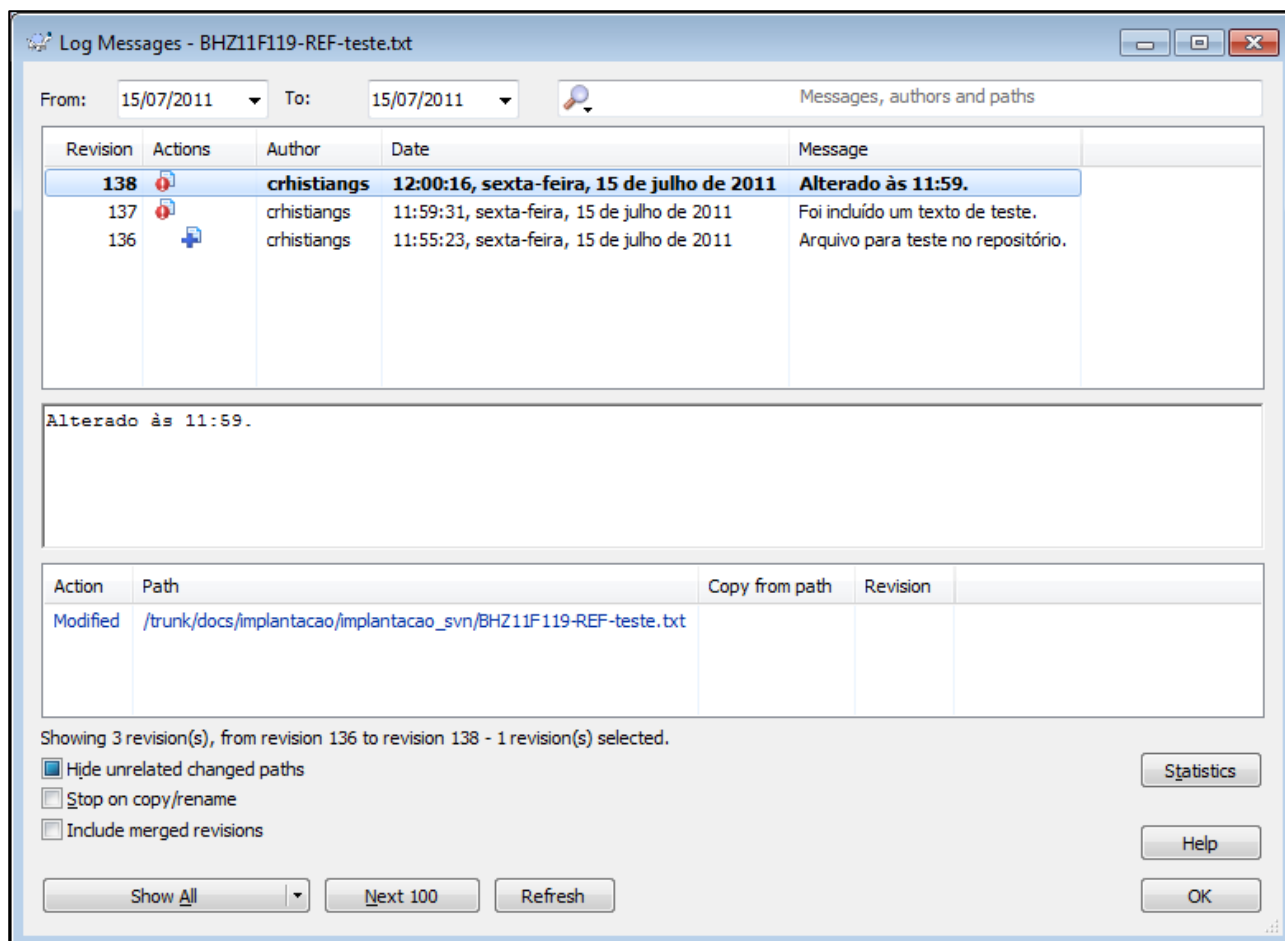 Log Messages - BHZ11F119-REF-teste.txt
From: 15/07/2011 To: 15/07/2011 Messages, authors and paths
Revision Actions Author Date Message
138 crhistiangs 12:00:16, sexta-feira, 15 de julho de 2011 Alterado às 11:59.
137 crhistiangs 11:59:31, sexta-feira, 15 de julho de 2011 Foi incluído um texto de teste.
136 crhistiangs 11:55:23, sexta-feira, 15 de julho de 2011 Arquivo para teste no repositório.
Alterado às 11:59.
Action Path Copy from path Revision
Modified /trunk/docs/implantacao/implantacao_svn/BHZ11F119-REF-teste.txt
Showing 3 revision(s), from revision 136 to revision 138 - 1 revision(s) selected.
Hide unrelated changed paths
Statistics
Stop on copy/rename
Include merged revisions
Help
Show All Next 100 Refresh OK